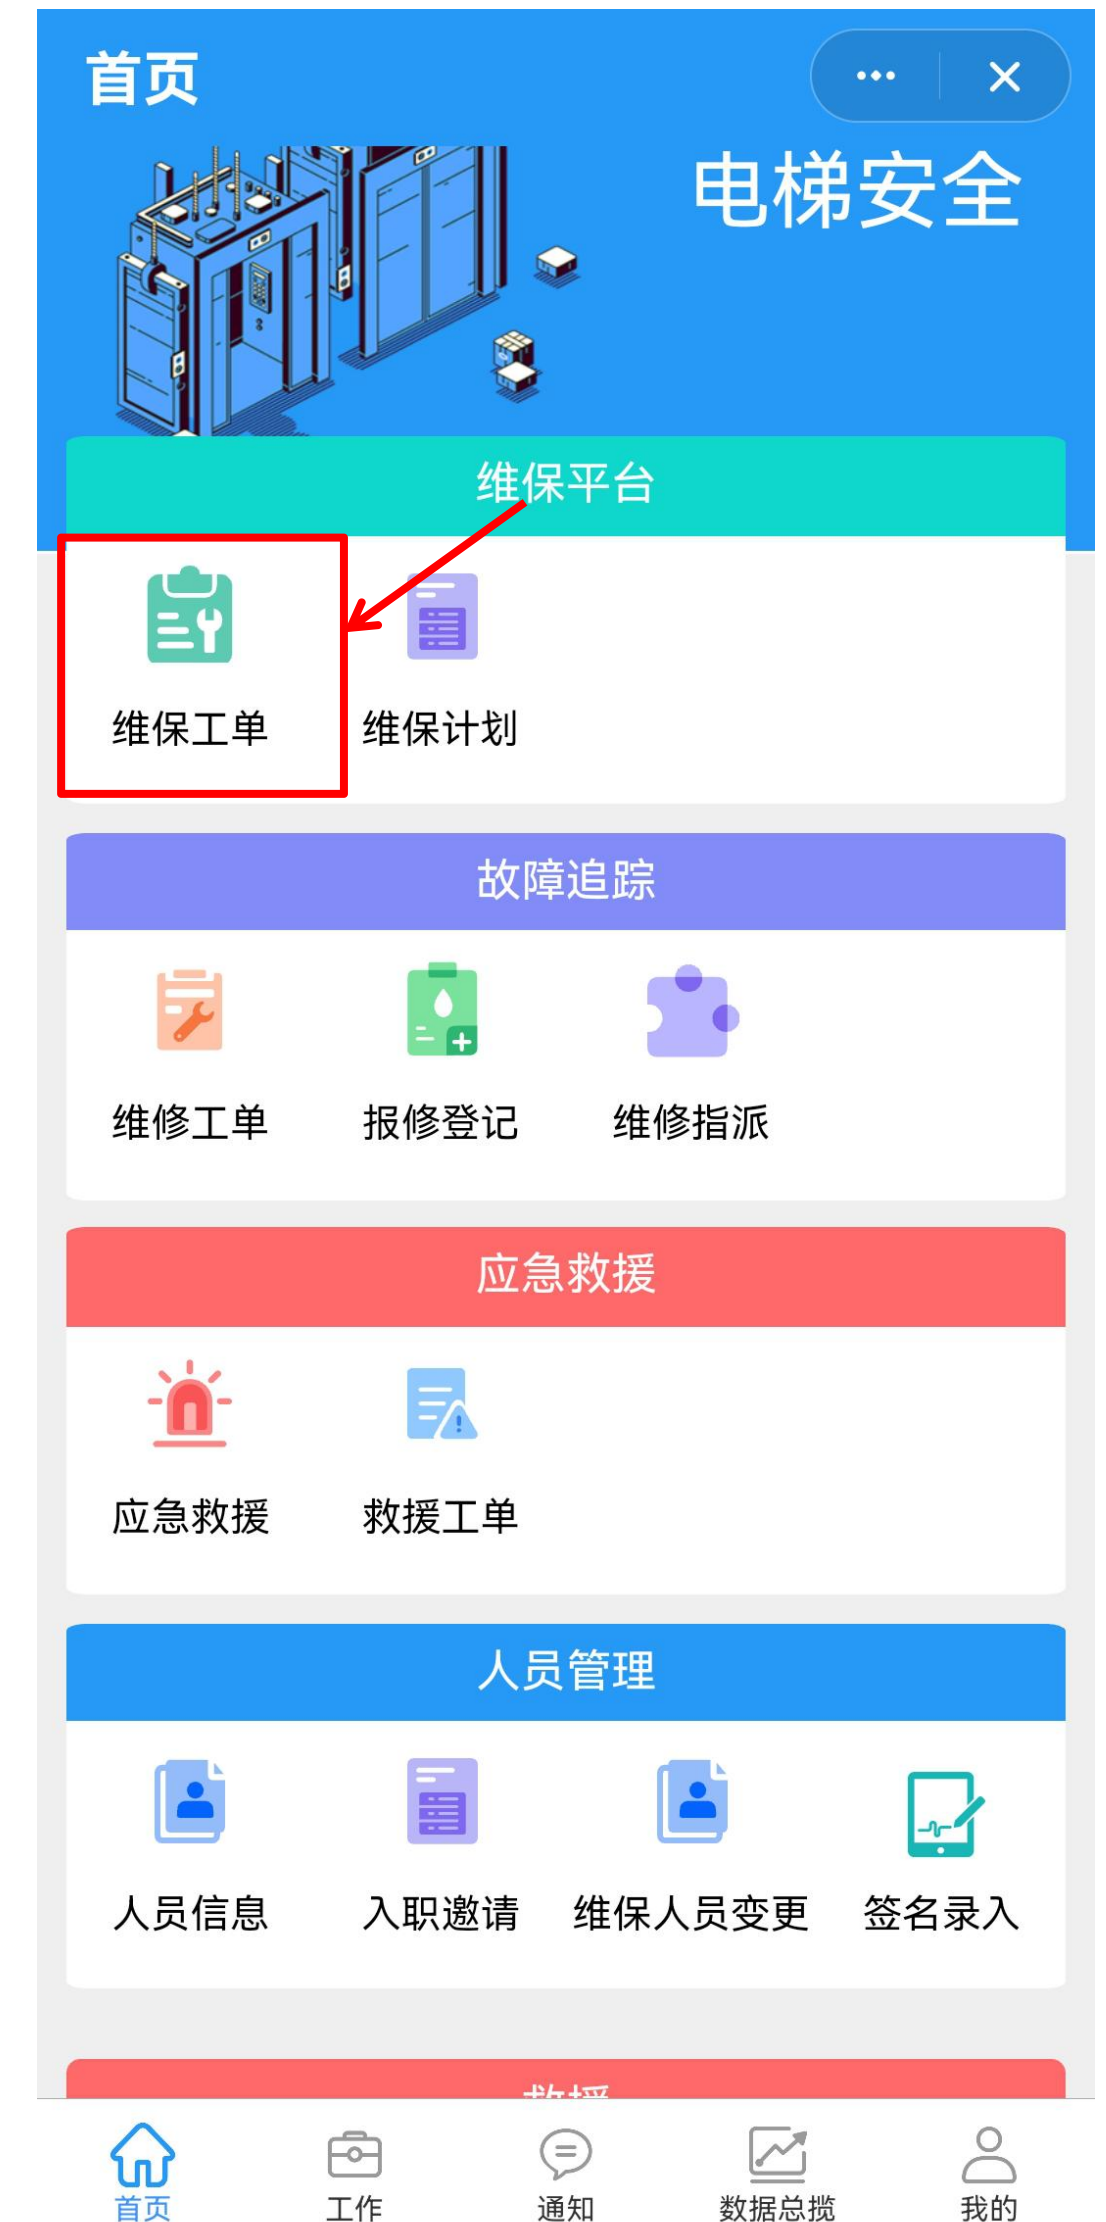 首页
电梯安全
维保平台
维保工单 维保计划
故障追踪
维修工单 报修登记 维修指派
应急救援
应急救援 救援工单
人员管理
人员信息 入职邀请 维保人员变更 签名录入
救援
首页 工作 通知 数据总揽 我的